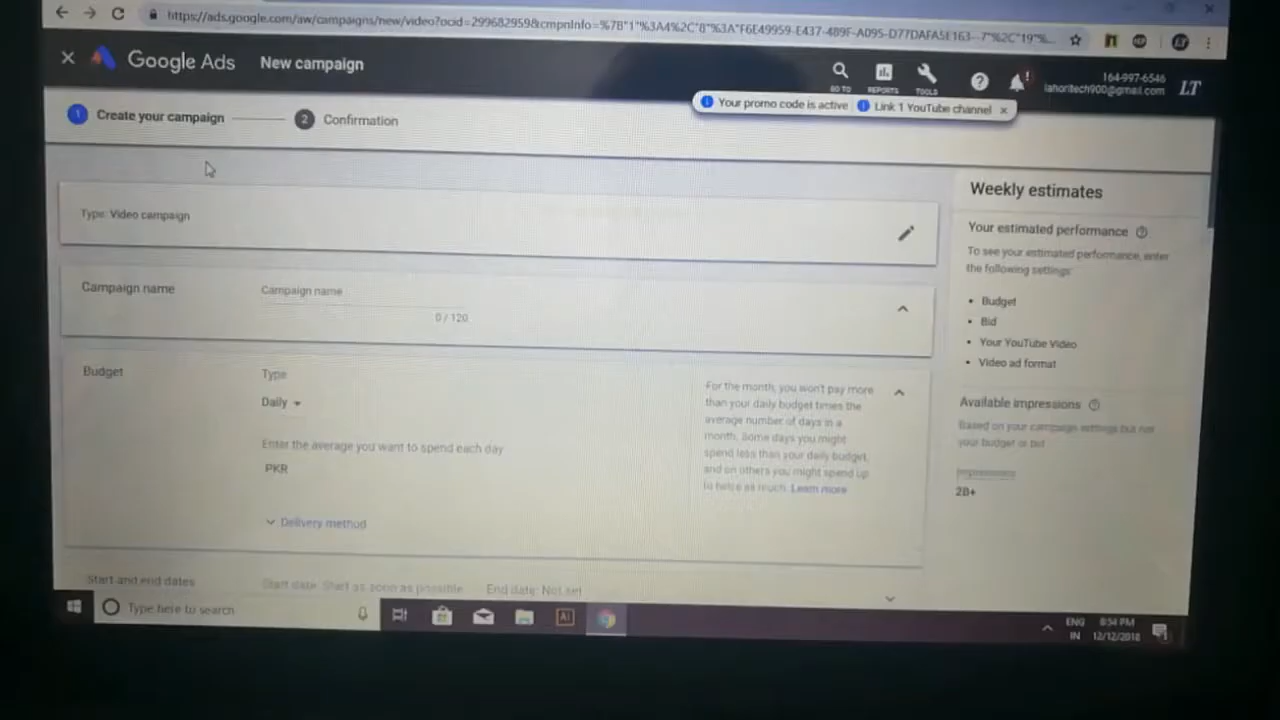 https://ads.google.com/aw/campaigns/new/video?ocid=299682959&cmpnInfo=%7B"1"%3A4%2C"8"%3A"F6E49959-E437-489F-A095-D77DAFA5E163--7"%2C"19"%...
Google Ads New campaign
GO TO REPORTS TOOLS
164-997-6546
lahoritech900@gmail.com
LT
Your promo code is active Link 1 YouTube channel
1 Create your campaign 2 Confirmation
Type: Video campaign
Campaign name Campaign name
0 / 120
Budget Type
Daily
Enter the average you want to spend each day
PKR
Delivery method
For the month, you won't pay more
than your daily budget times the
average number of days in a
month. Some days you might
spend less than your daily budget,
and on others you might spend up
to twice as much. Learn more
Start and end dates Start date: Start as soon as possible End date: Not set
Weekly estimates
Your estimated performance
To see your estimated performance, enter
the following settings:
• Budget
• Bid
• Your YouTube Video
• Video ad format
Available impressions
Based on your campaign settings but not
your budget or bid
Impressions
2B+
Type here to search
Ai
ENG 8:54 PM
IN 12/12/2018